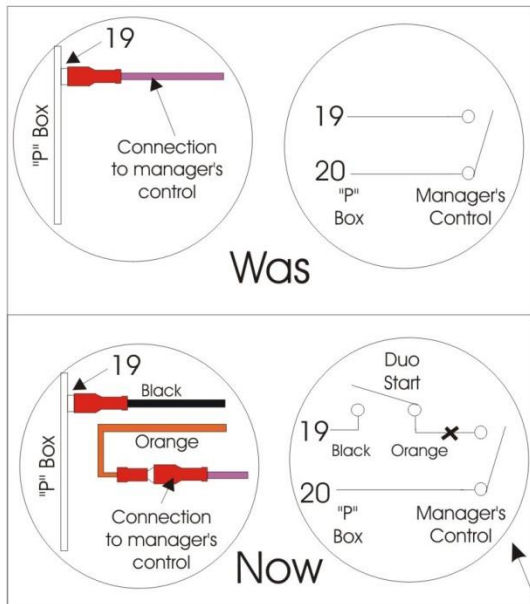 19
"P" Box
Connection
to manager's
control
19
20
"P"
Box
Manager's
Control
Was
19
Black
Orange
"P" Box
Connection
to manager's
control
Duo
Start
19
Black
Orange
20
"P"
Box
Manager's
Control
Now